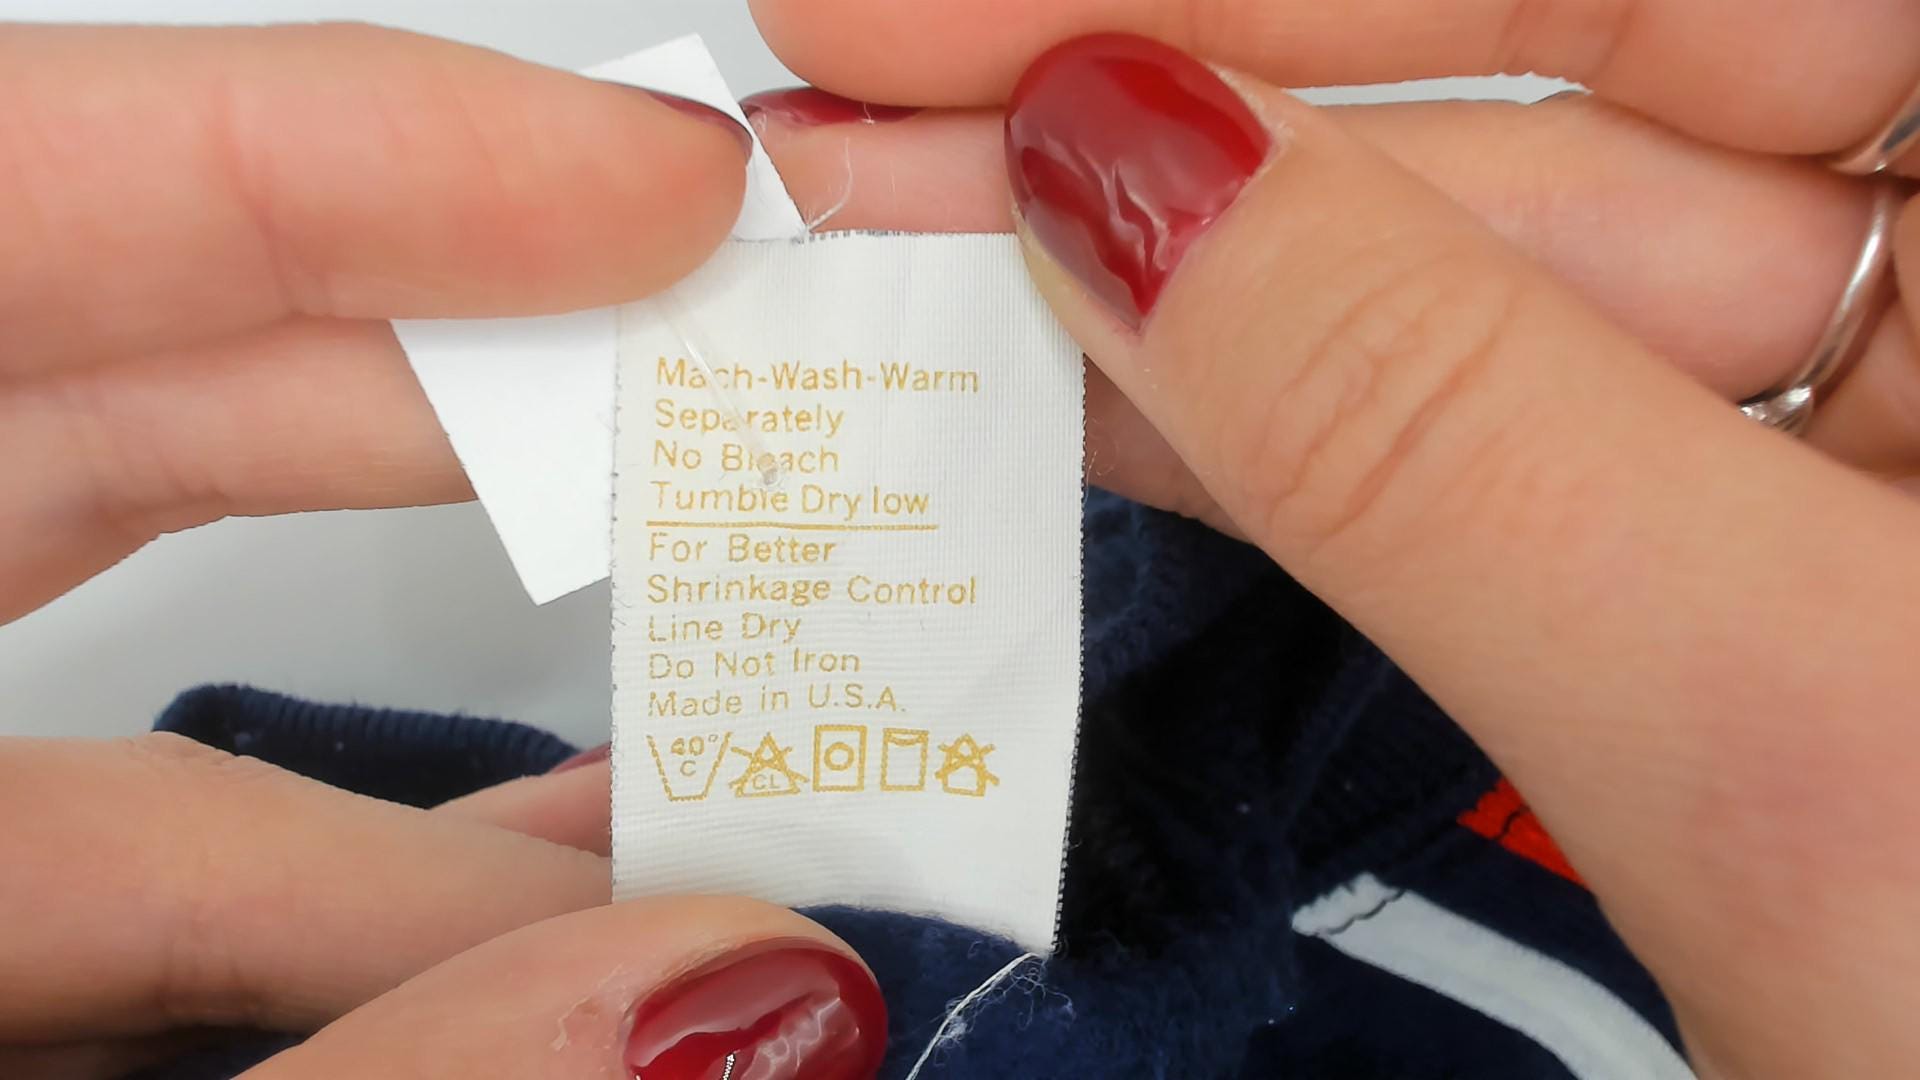 Mach-Wash-Warm
Separately
No Bleach
Tumble Dry low
For Better
Shrinkage Control
Line Dry
Do Not Iron
Made in U.S.A.
40°C CL